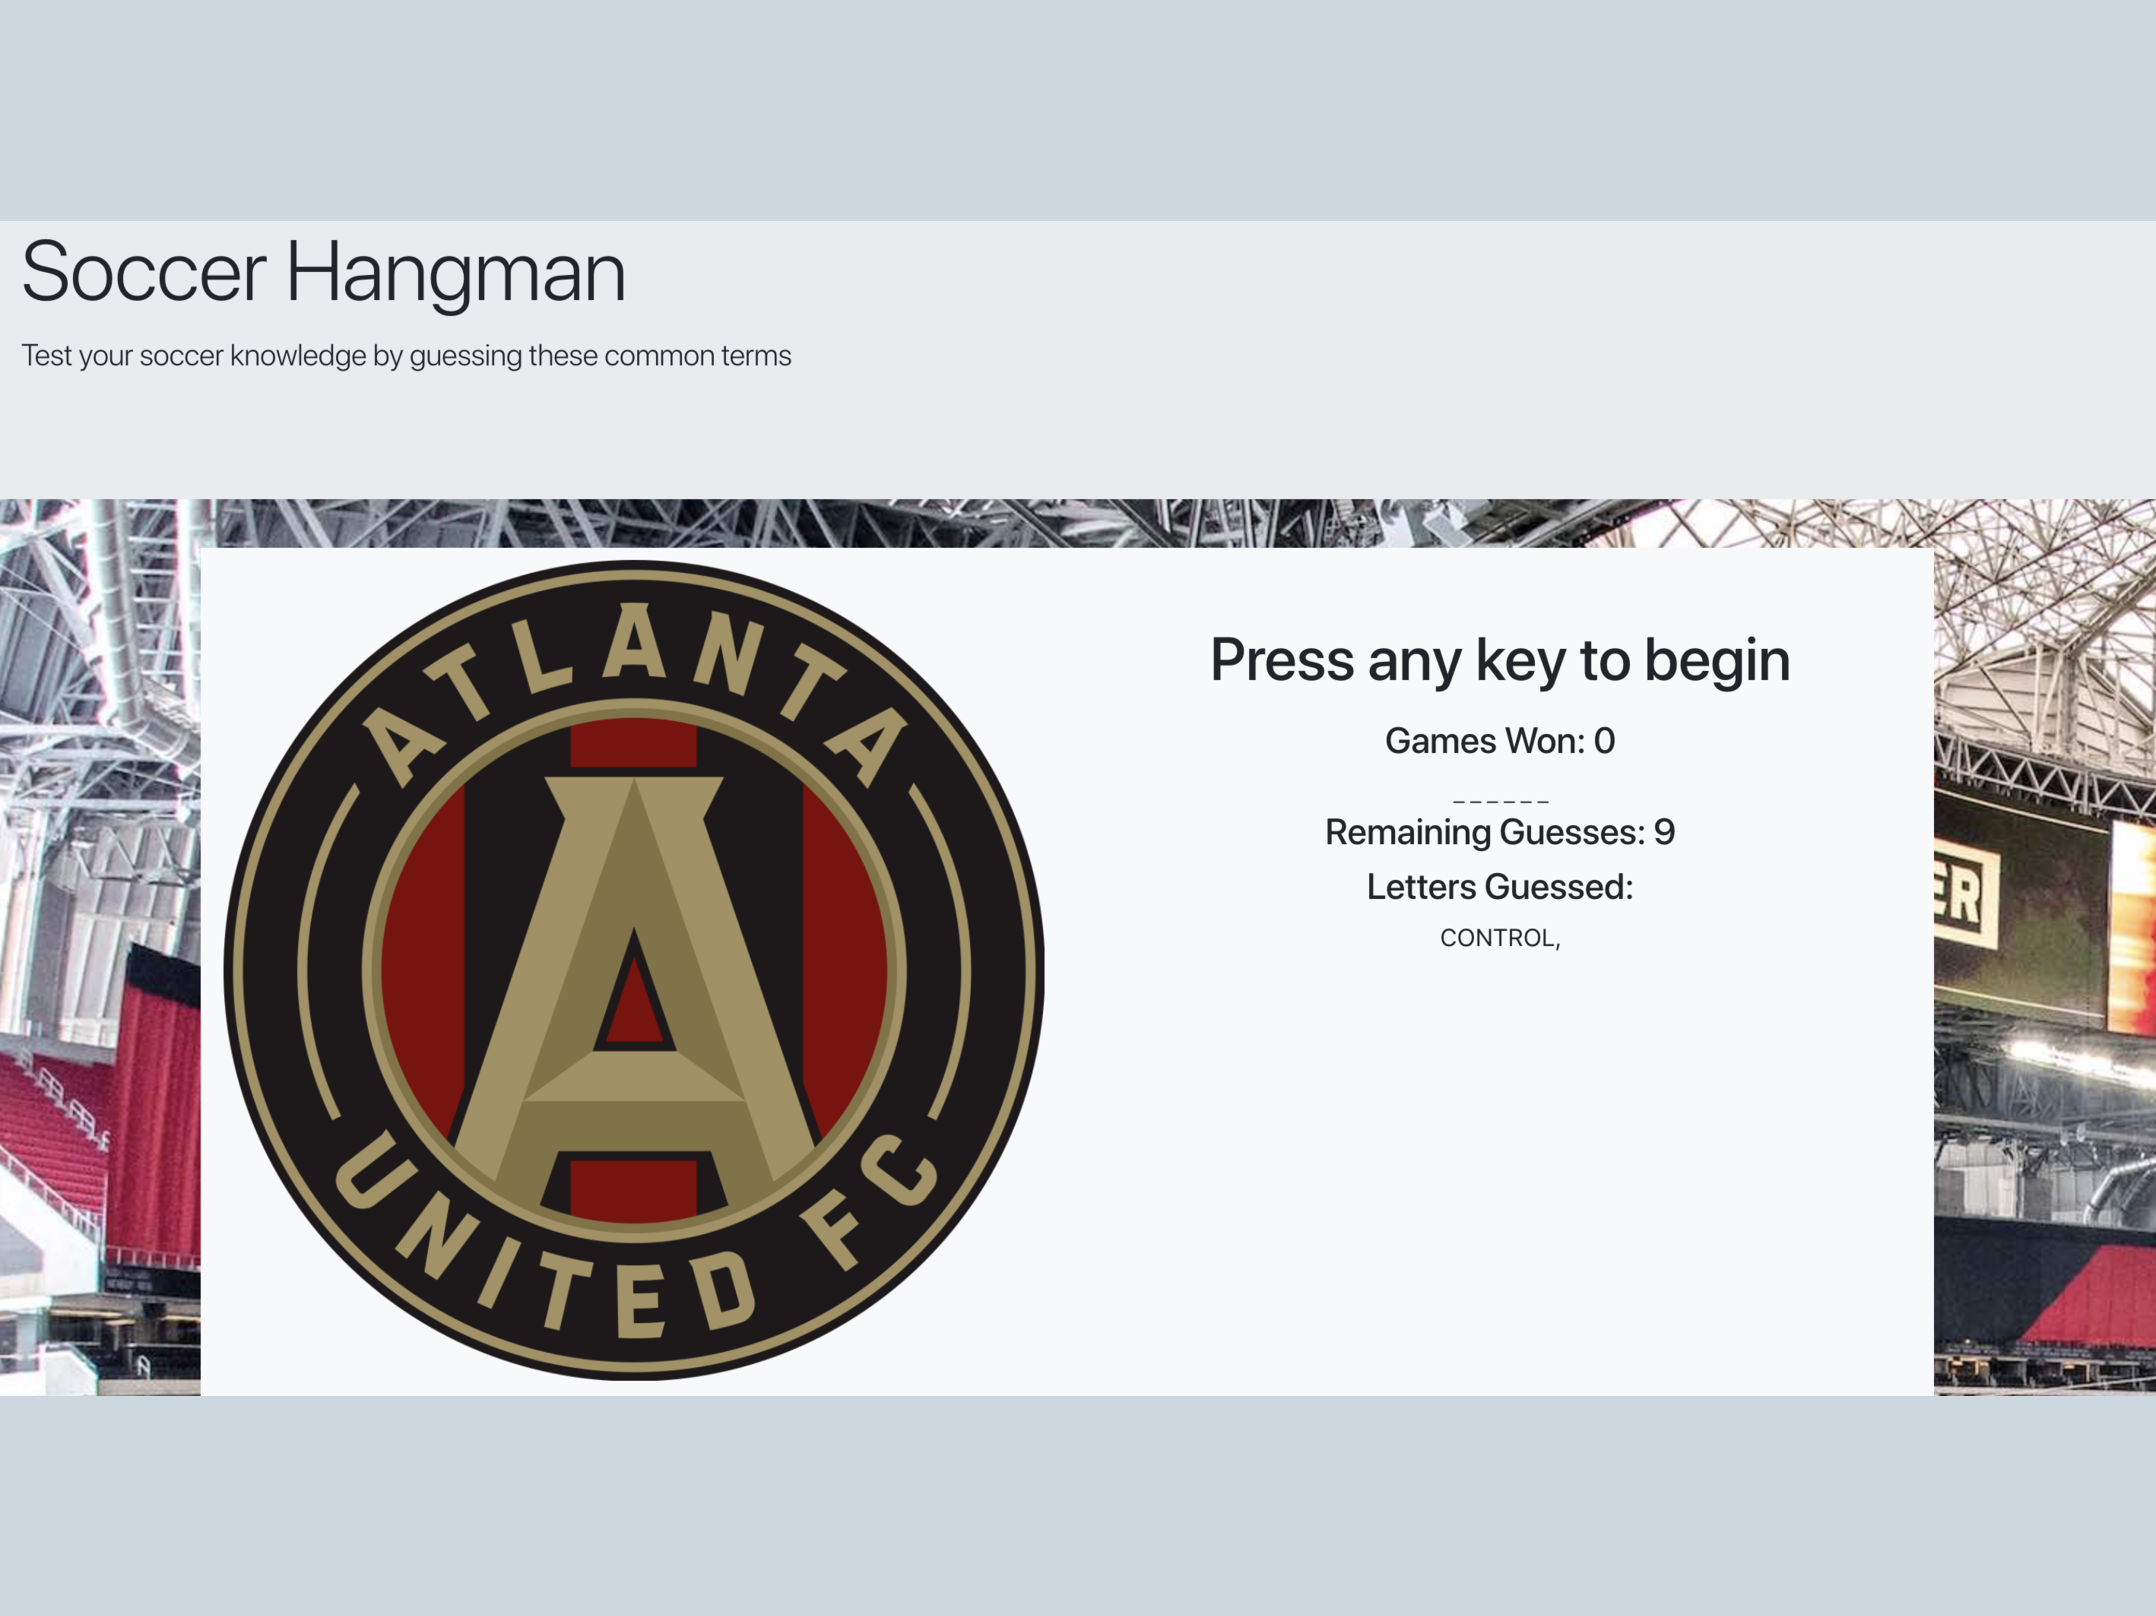 Soccer Hangman
Test your soccer knowledge by guessing these common terms
ATLANTA
UNITED FC
A
Press any key to begin
Games Won: 0
_ _ _ _ _ _
Remaining Guesses: 9
Letters Guessed:
CONTROL,
ER